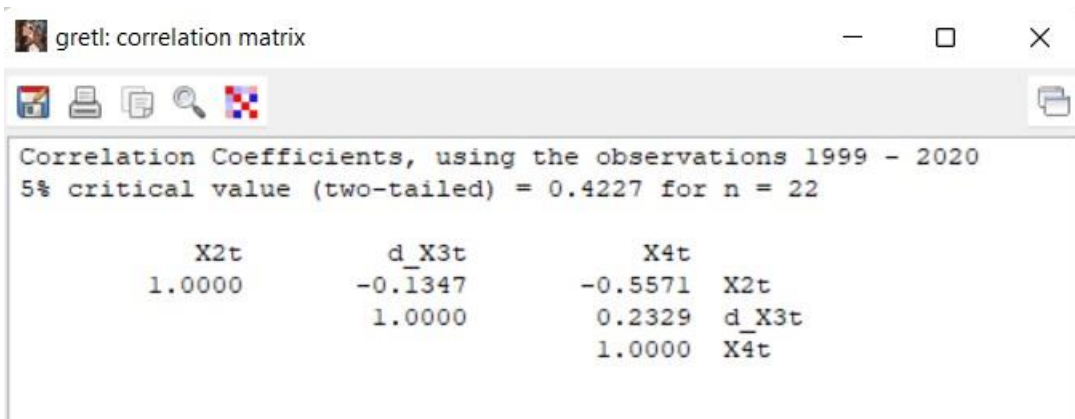 gretl: correlation matrix
Correlation Coefficients, using the observations 1999 - 2020
5% critical value (two-tailed) = 0.4227 for n = 22
X2t d_X3t X4t
1.0000 -0.1347 -0.5571 X2t
1.0000 0.2329 d_X3t
1.0000 X4t